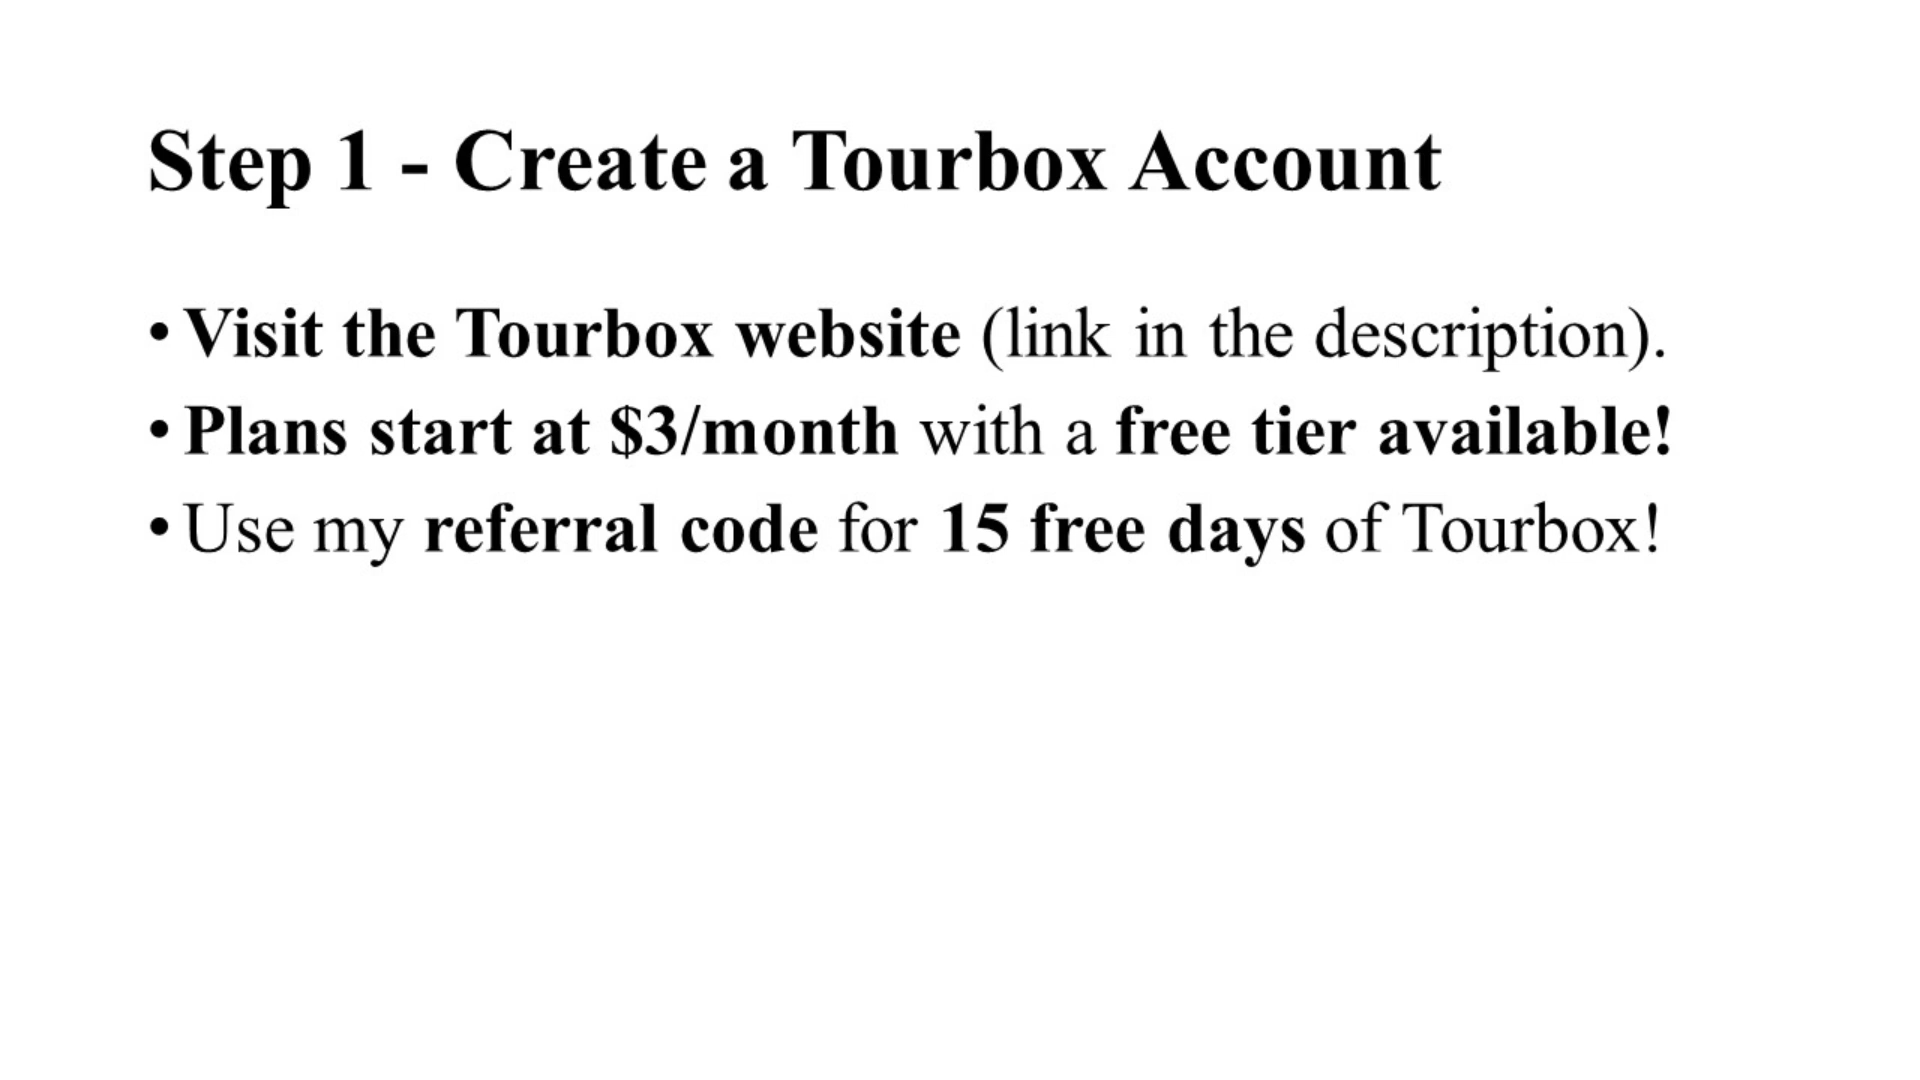 Step 1 - Create a Tourbox Account
• Visit the Tourbox website (link in the description).
• Plans start at $3/month with a free tier available!
• Use my referral code for 15 free days of Tourbox!